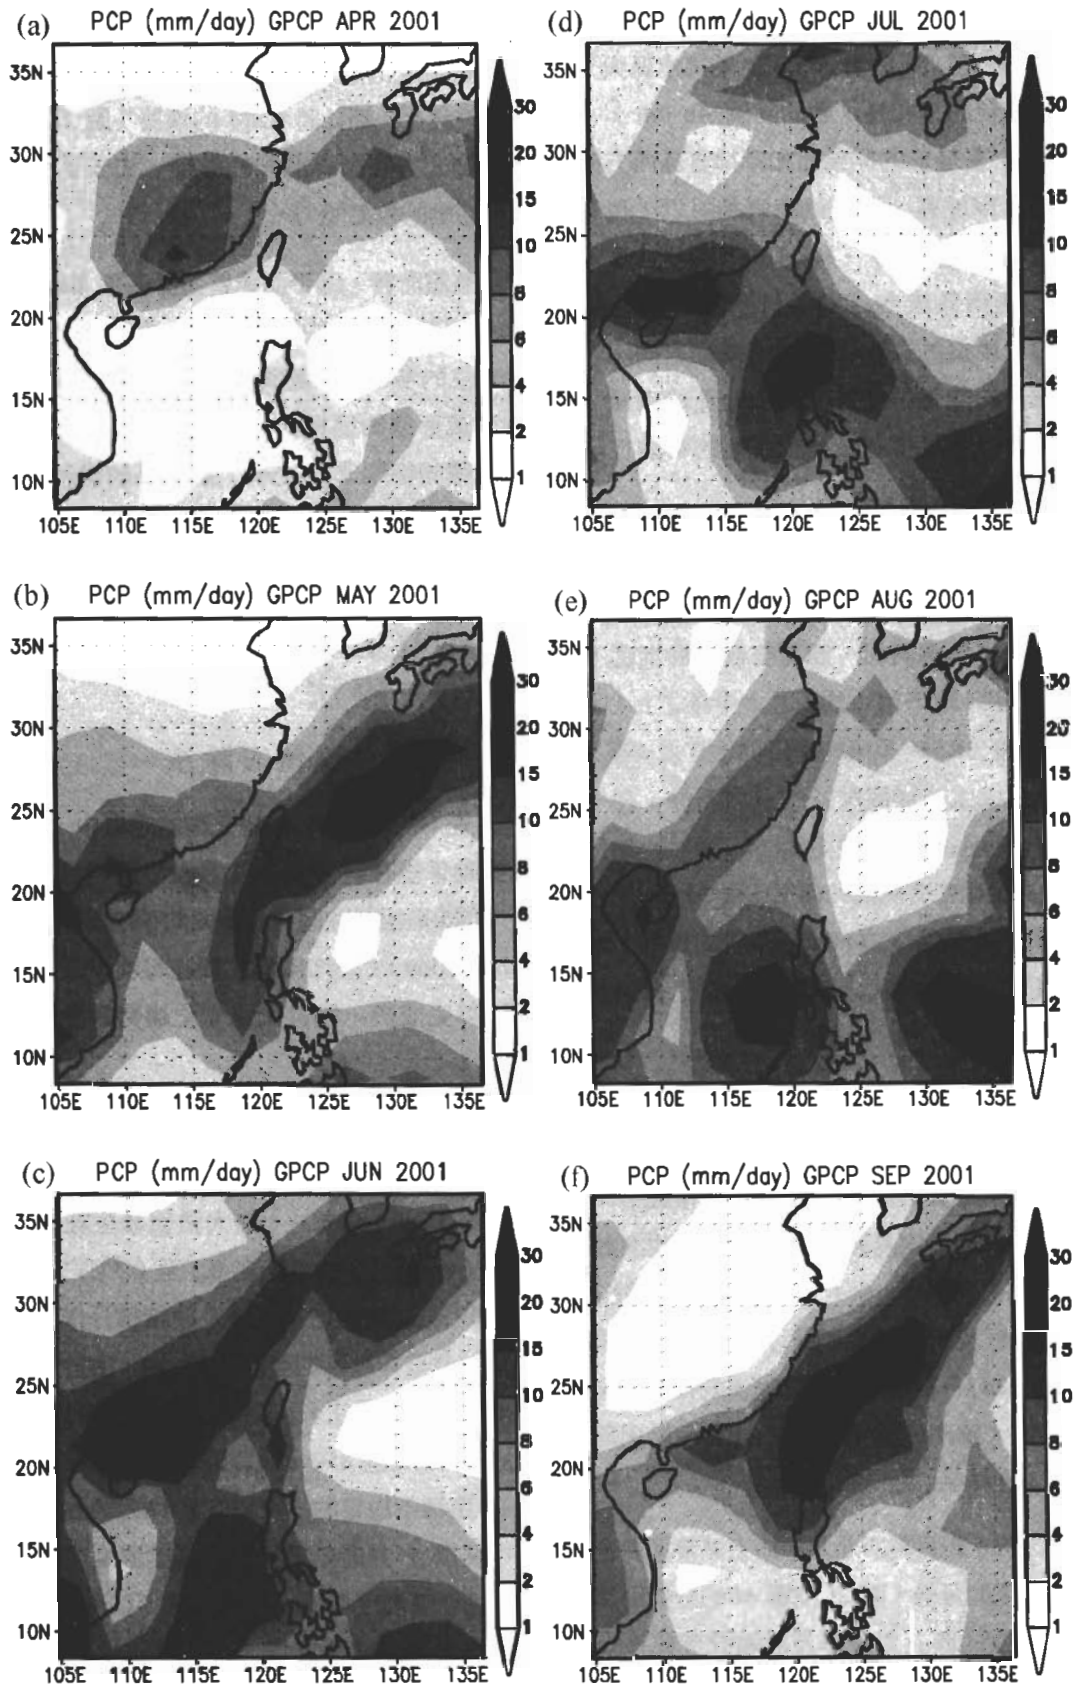 (a) PCP (mm/day) GPCP APR 2001
35N
30N
25N
20N
15N
10N
105E 110E 115E 120E 125E 130E 135E
30
20
15
10
8
6
4
2
1
(b) PCP (mm/day) GPCP MAY 2001
35N
30N
25N
20N
15N
10N
105E 110E 115E 120E 125E 130E 135E
30
20
15
10
8
6
4
2
1
(c) PCP (mm/day) GPCP JUN 2001
35N
30N
25N
20N
15N
10N
105E 110E 115E 120E 125E 130E 135E
30
20
15
10
8
6
4
2
1
(d) PCP (mm/day) GPCP JUL 2001
35N
30N
25N
20N
15N
10N
105E 110E 115E 120E 125E 130E 135E
30
20
15
10
8
6
4
2
1
(e) PCP (mm/day) GPCP AUG 2001
35N
30N
25N
20N
15N
10N
105E 110E 115E 120E 125E 130E 135E
30
20
15
10
8
6
4
2
1
(f) PCP (mm/day) GPCP SEP 2001
35N
30N
25N
20N
15N
10N
105E 110E 115E 120E 125E 130E 135E
30
20
15
10
8
6
4
2
1